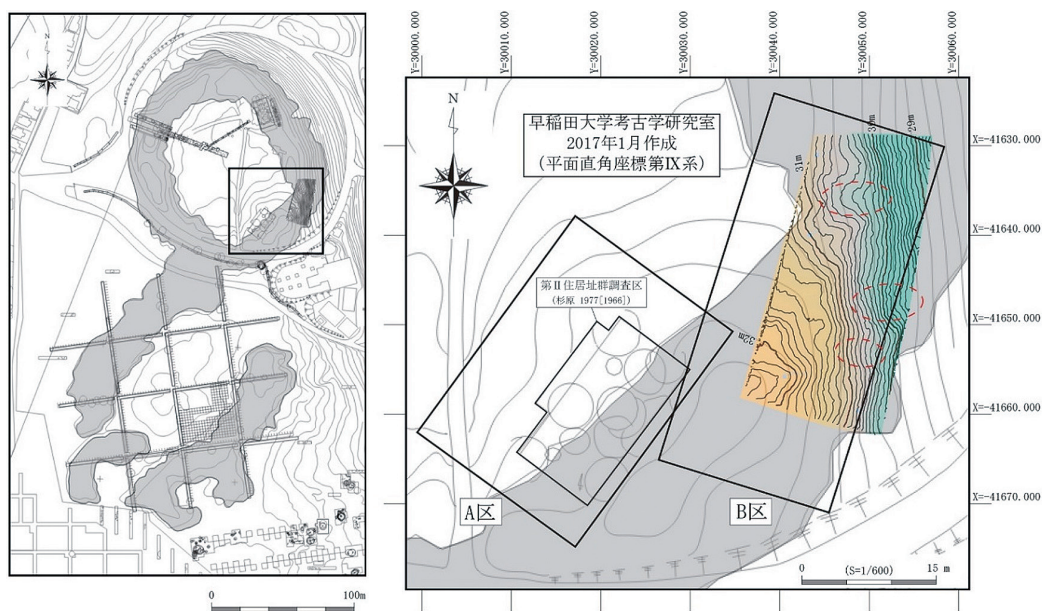 N
0
100m
Y=30000.000
Y=30010.000
Y=30020.000
Y=30030.000
Y=30040.000
Y=30050.000
Y=30060.000
N
早稲田大学考古学研究室
2017年1月作成
(平面直角座標第Ⅸ系)
31m
30m
29m
X=-41630.000
X=-41640.000
第Ⅱ住居址群調査区
(杉原 1977[1966])
32m
X=-41650.000
X=-41660.000
X=-41670.000
A区
B区
0
(S=1/600)
15 m